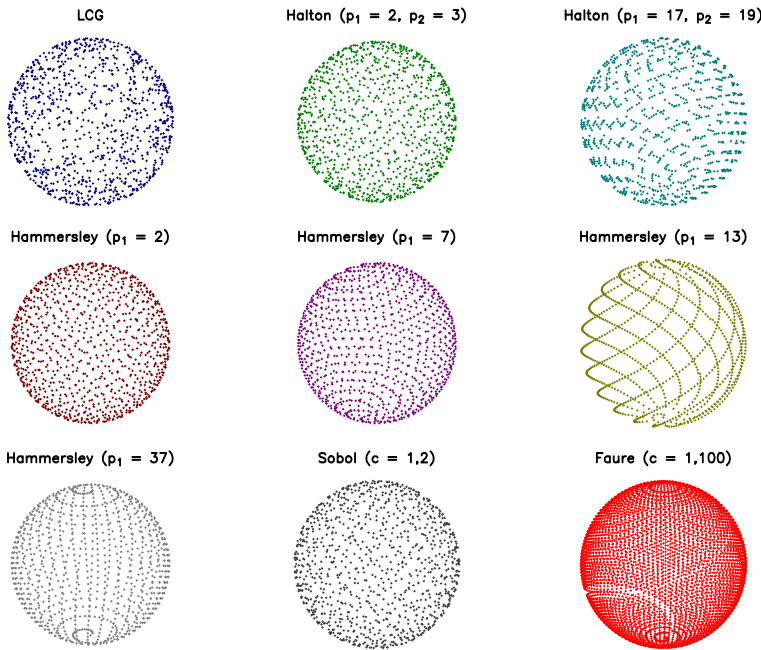 LCG
Halton (p₁ = 2, p₂ = 3)
Halton (p₁ = 17, p₂ = 19)
Hammersley (p₁ = 2)
Hammersley (p₁ = 7)
Hammersley (p₁ = 13)
Hammersley (p₁ = 37)
Sobol (c = 1,2)
Faure (c = 1,100)